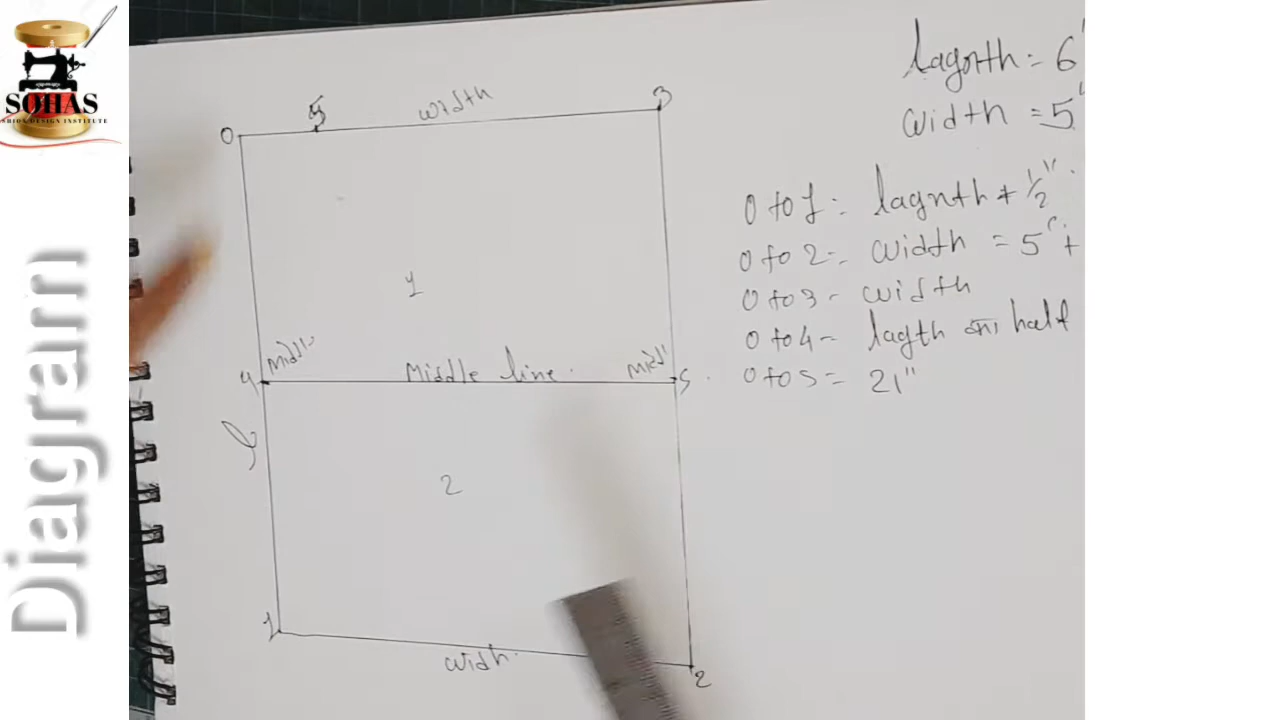 SOHAS
Diagram
lagnth = 6"
width = 5"
0 to 1 = lagnth + 1/2"
0 to 2 = width = 5" +
0 to 3 = width
0 to 4 = lagth half
0 to 5 = 21"
0
5
width
3
1
4
middl
Middle line
midl
5
l
2
1
width
2